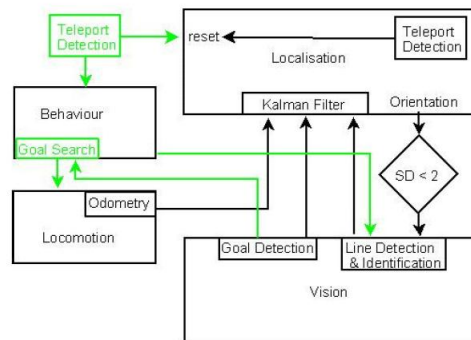 Teleport
Detection
reset
Teleport
Detection
Localisation
Behaviour
Kalman Filter
Orientation
Goal Search
SD < 2
Odometry
Locomotion
Goal Detection
Line Detection
& Identification
Vision